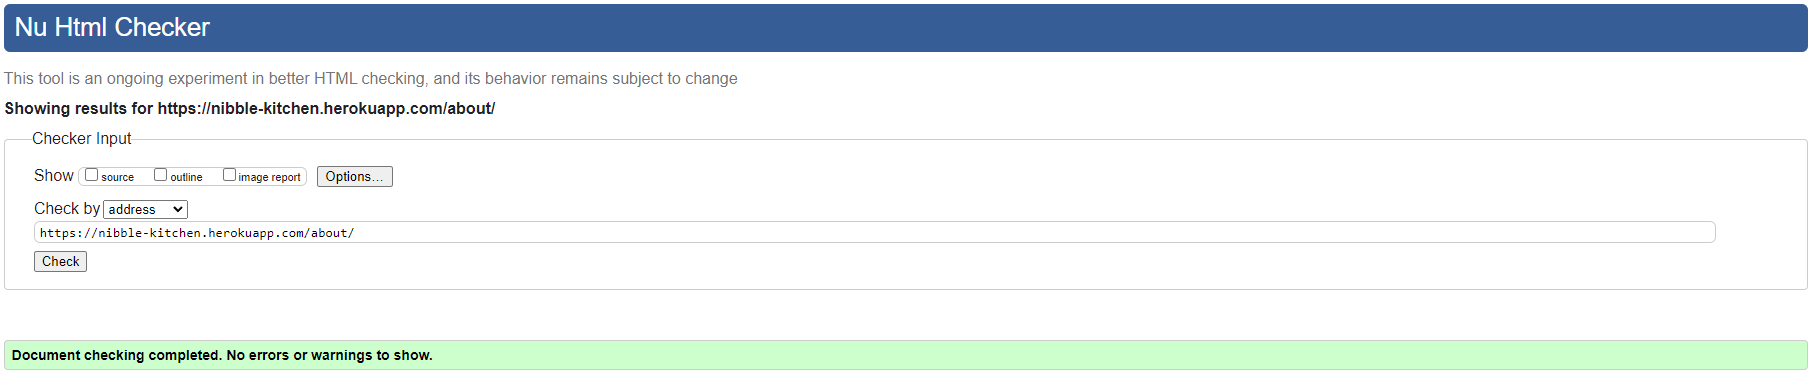 Nu Html Checker
This tool is an ongoing experiment in better HTML checking, and its behavior remains subject to change
Showing results for https://nibble-kitchen.herokuapp.com/about/
Checker Input
Show source outline image report Options...
Check by address
https://nibble-kitchen.herokuapp.com/about/
Check
Document checking completed. No errors or warnings to show.